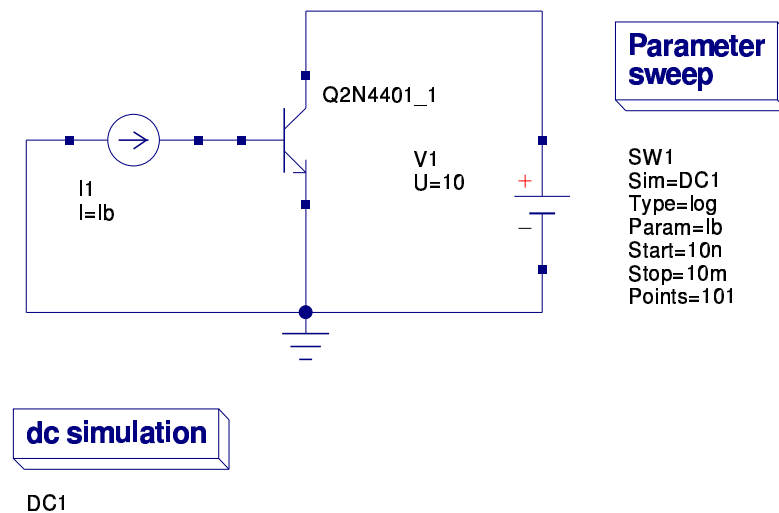 Q2N4401_1
I1
I=Ib
V1
U=10
+
−
Parameter
sweep
SW1
Sim=DC1
Type=log
Param=Ib
Start=10n
Stop=10m
Points=101
dc simulation
DC1